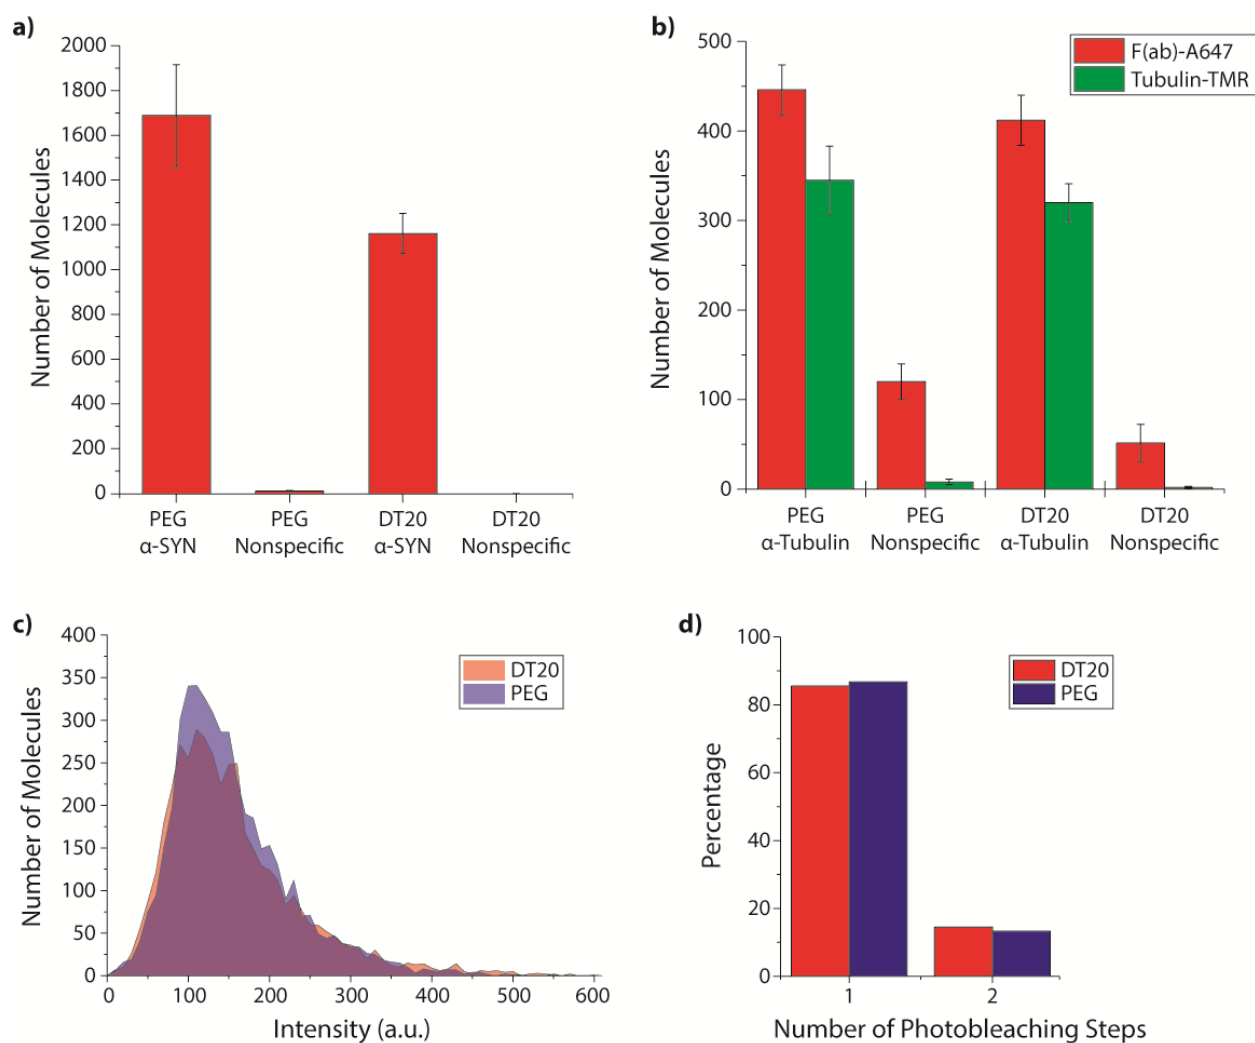 a)
2000
1800
1600
1400
1200
1000
800
600
400
200
0
Number of Molecules
PEG
α-SYN
PEG
Nonspecific
DT20
α-SYN
DT20
Nonspecific
b)
500
400
300
200
100
0
Number of Molecules
F(ab)-A647
Tubulin-TMR
PEG
α-Tubulin
PEG
Nonspecific
DT20
α-Tubulin
DT20
Nonspecific
c)
400
350
300
250
200
150
100
50
0
Number of Molecules
DT20
PEG
0 100 200 300 400 500 600
Intensity (a.u.)
d)
100
80
60
40
20
0
Percentage
DT20
PEG
1 2
Number of Photobleaching Steps